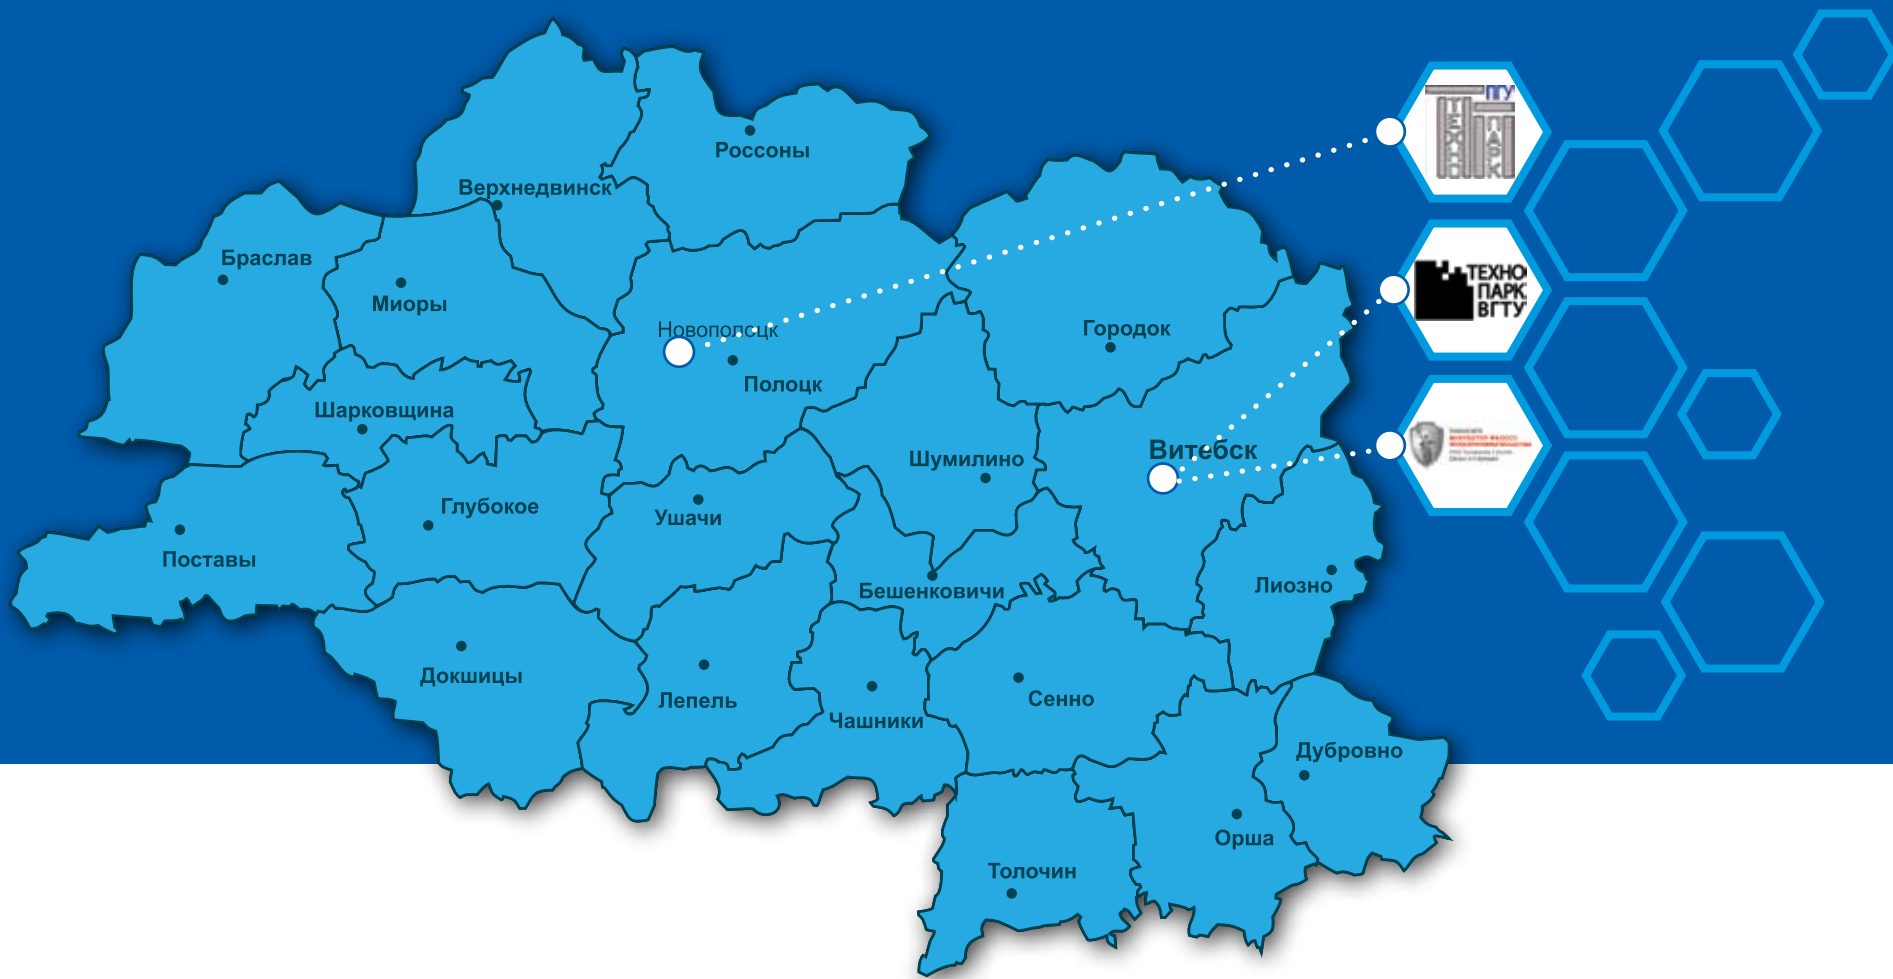 Россоны
Верхнедвинск
Браслав
Миоры
Новополоцк
Полоцк
Городок
Шарковщина
Витебск
Шумилино
Глубокое
Ушачи
Поставы
Бешенковичи
Лиозно
Докшицы
Лепель
Чашники
Сенно
Дубровно
Орша
Толочин
ПГУ
ТЕХНО
ПАРК
ТЕХНО
ПАРК
ВГТУ